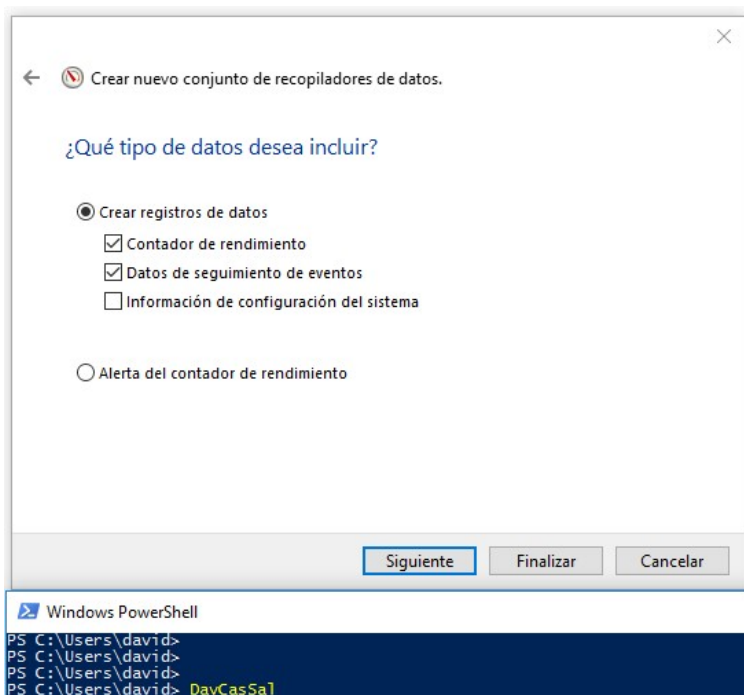 Crear nuevo conjunto de recopiladores de datos.
¿Qué tipo de datos desea incluir?
Crear registros de datos
Contador de rendimiento
Datos de seguimiento de eventos
Información de configuración del sistema
Alerta del contador de rendimiento
Siguiente Finalizar Cancelar
Windows PowerShell
PS C:\Users\david>
PS C:\Users\david>
PS C:\Users\david>
PS C:\Users\david> DavCasSal